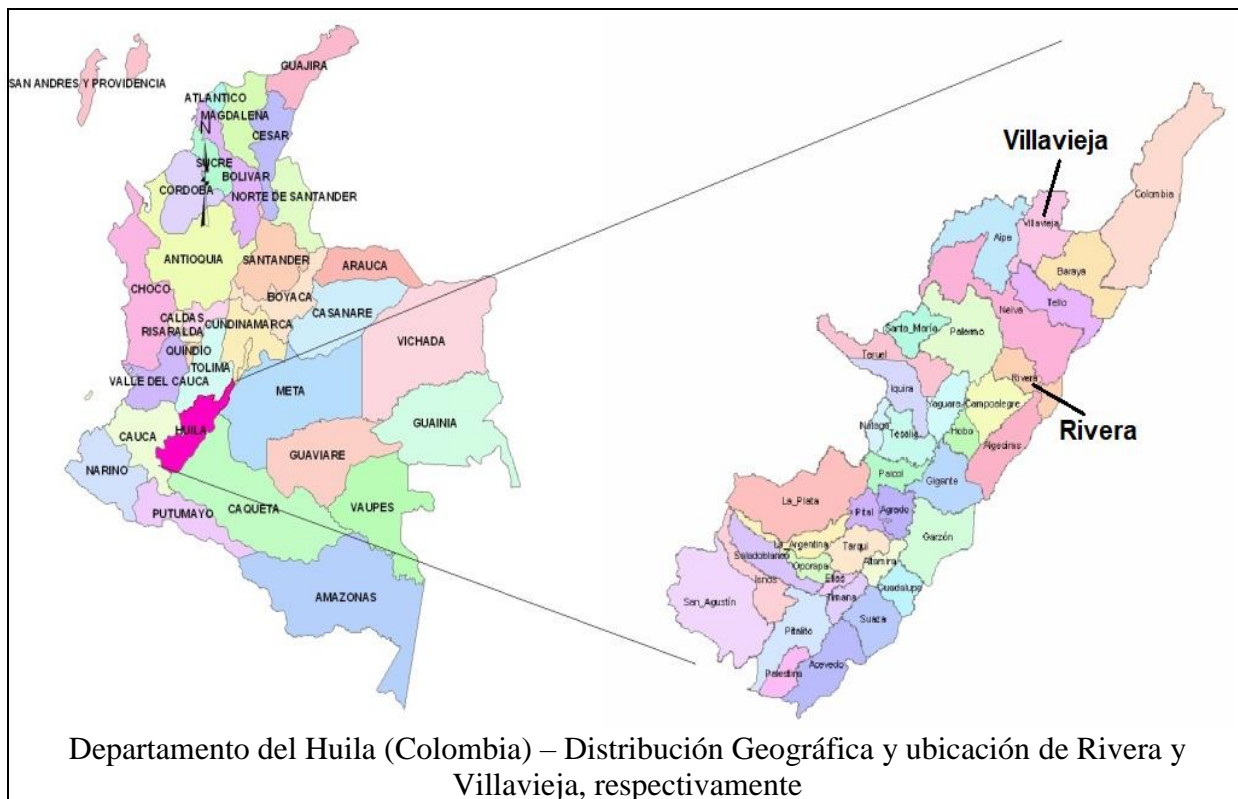 GUAJIRA
SAN ANDRES Y PROVIDENCIA
ATLANTICO
MAGDALENA
N
CESAR
SUCRE
BOLIVAR
CORDOBA
NORTE DE SANTANDER
ANTIOQUIA
SANTANDER
ARAUCA
CHOCO
BOYACA
CASANARE
CALDAS
RISARALDA
CUNDINAMARCA
VICHADA
QUINDIO
TOLIMA
VALLE DEL CAUCA
META
GUAINIA
CAUCA
HUILA
GUAVIARE
NARINO
VAUPES
PUTUMAYO
CAQUETA
AMAZONAS
Villavieja
Colombia
Villavieja
Aipe
Baraya
Tello
Neiva
Santa_María
Palermo
Teruel
Rivera
Iquira
Yaguara
Campoalegre
Rivera
Nátaga
Tesalia
Hobo
Algeciras
Paicol
Gigante
La_Plata
Pital
Agrado
Garzón
La_Argentina
Tarqui
Saladoblanco
Oporapa
Altamira
Isnos
Elias
Guadalupe
San_Agustín
Timana
Suaza
Pitalito
Acevedo
Palestina
Departamento del Huila (Colombia) – Distribución Geográfica y ubicación de Rivera y
Villavieja, respectivamente